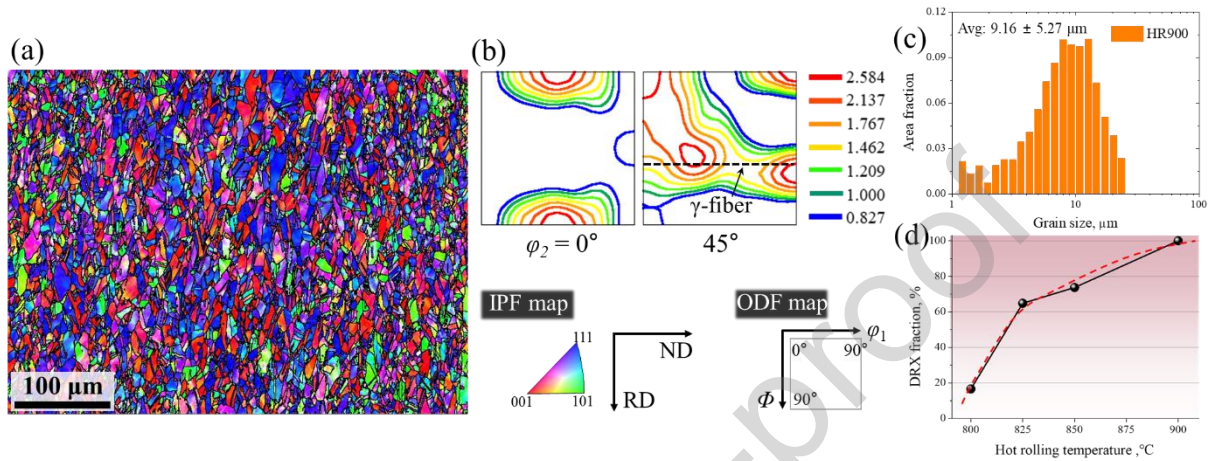 (a)
100 µm
(b)
2.584
2.137
1.767
1.462
1.209
1.000
0.827
γ-fiber
φ2 = 0°
45°
IPF map
111
001
101
ND
RD
ODF map
φ1
0°
90°
90°
Φ
(c)
Avg: 9.16 ± 5.27 µm
HR900
0.12
0.09
0.06
0.03
0.00
Area fraction
1
10
100
Grain size, µm
(d)
100
80
60
40
20
0
DRX fraction, %
800
825
850
875
900
Hot rolling temperature ,°C
proof